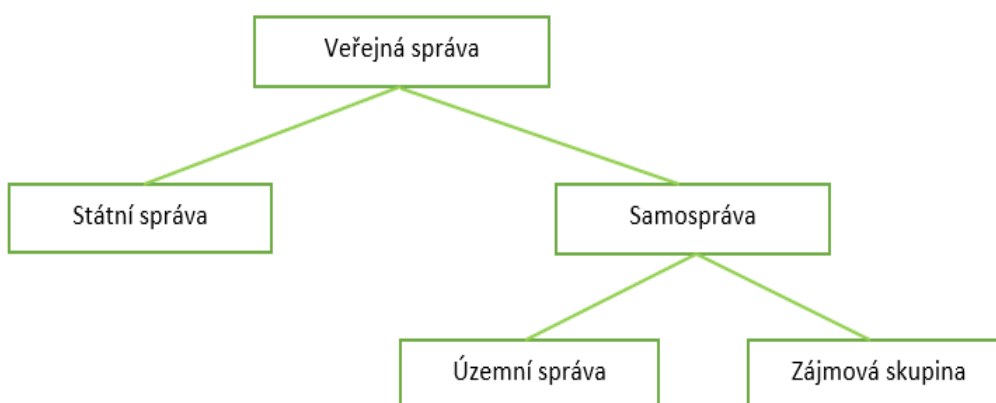 Veřejná správa
Státní správa
Samospráva
Územní správa
Zájmová skupina